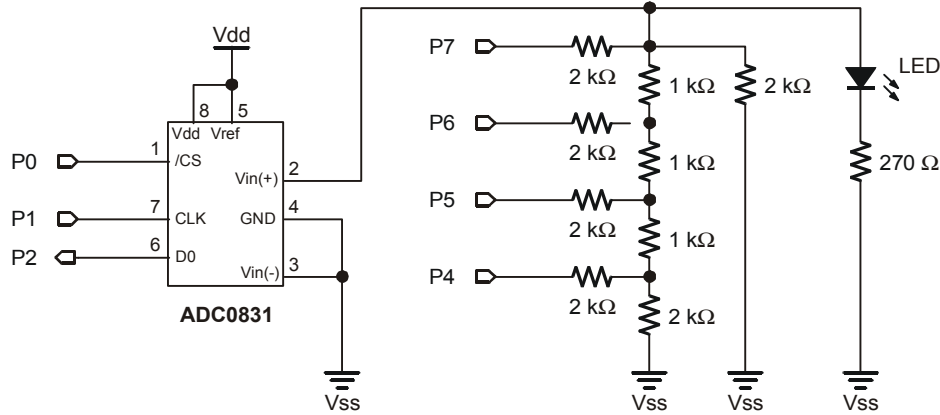 Vdd
8 5
Vdd Vref
P0 1 /CS
Vin(+) 2
P1 7 CLK
GND 4
P2 6 D0
Vin(-) 3
ADC0831
Vss
P7
2 kΩ
1 kΩ
2 kΩ
P6
2 kΩ
1 kΩ
P5
2 kΩ
1 kΩ
P4
2 kΩ
2 kΩ
Vss
Vss
LED
270 Ω
Vss